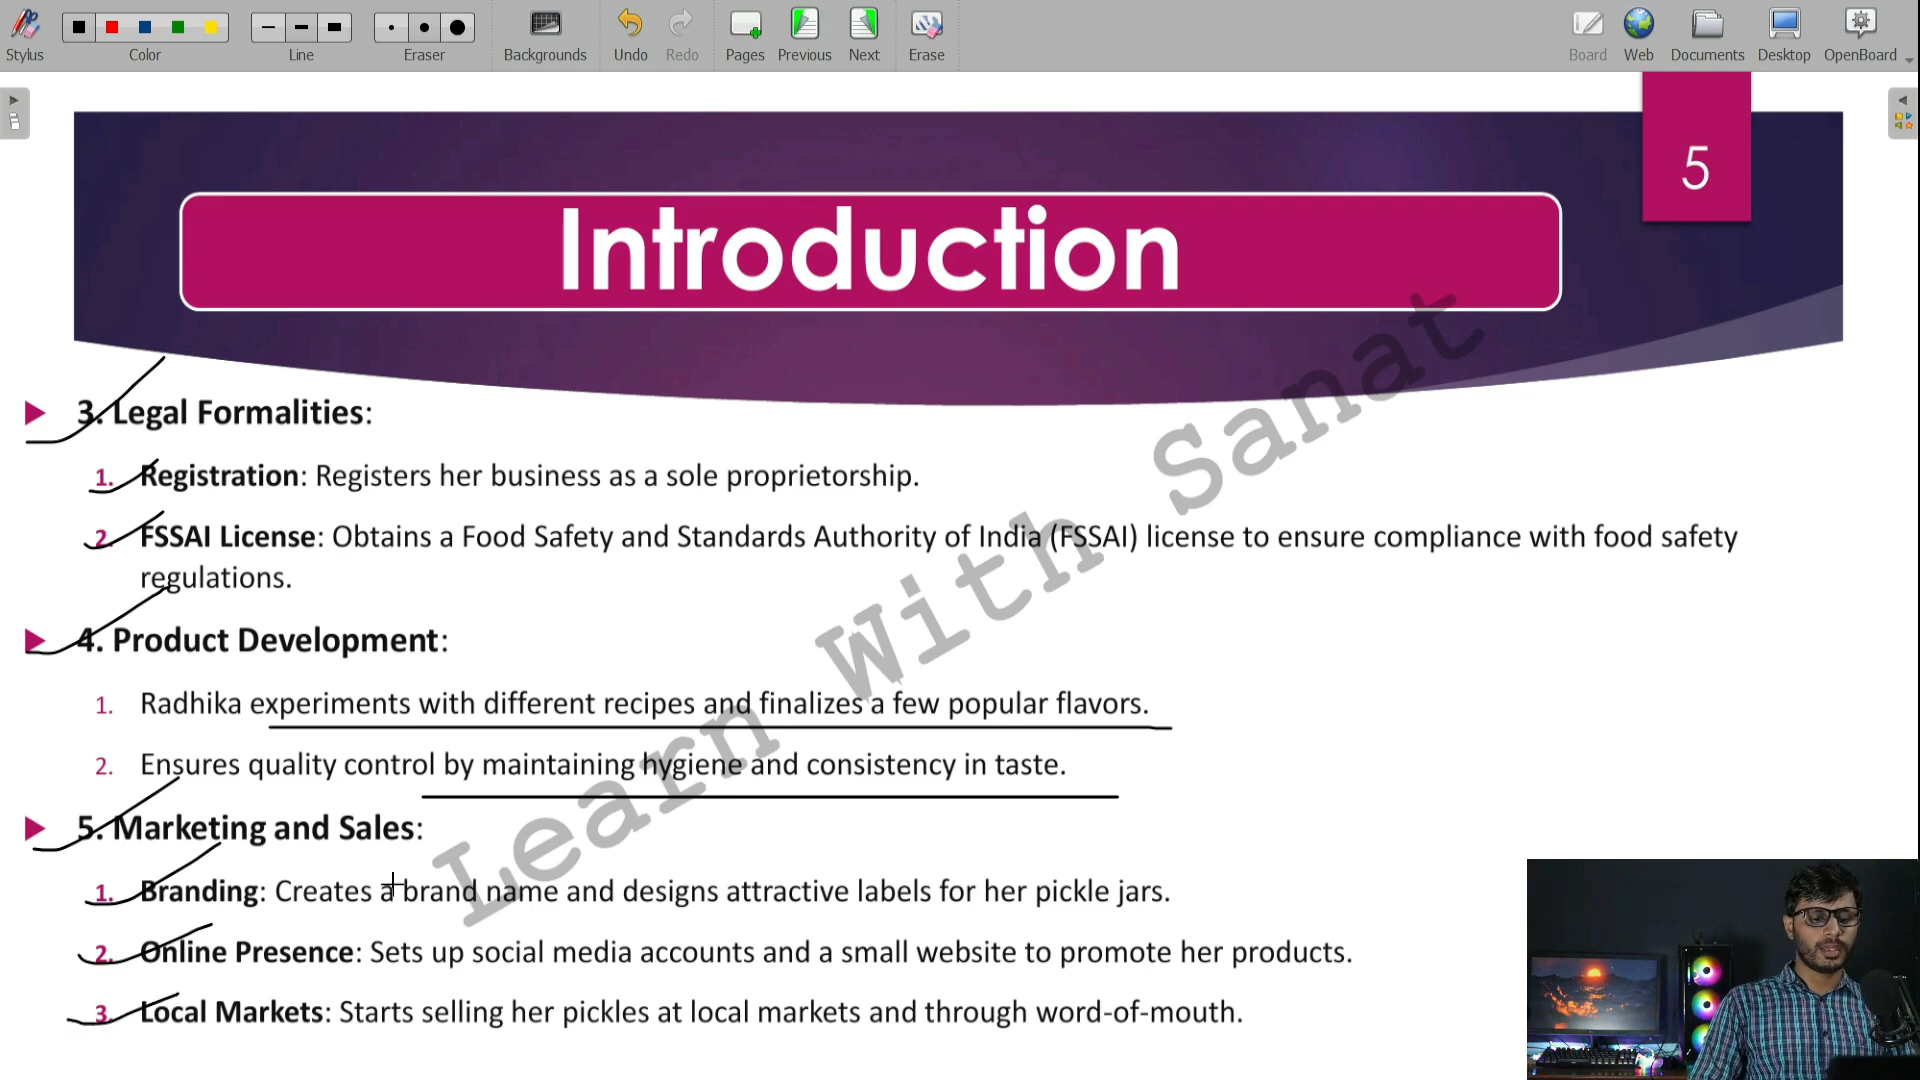 Stylus Color Line Eraser Backgrounds Undo Redo Pages Previous Next Erase Board Web Documents Desktop OpenBoard
5
Introduction
3. Legal Formalities:
1. Registration: Registers her business as a sole proprietorship.
2. FSSAI License: Obtains a Food Safety and Standards Authority of India (FSSAI) license to ensure compliance with food safety
regulations.
4. Product Development:
1. Radhika experiments with different recipes and finalizes a few popular flavors.
2. Ensures quality control by maintaining hygiene and consistency in taste.
5. Marketing and Sales:
1. Branding: Creates a brand name and designs attractive labels for her pickle jars.
2. Online Presence: Sets up social media accounts and a small website to promote her products.
3. Local Markets: Starts selling her pickles at local markets and through word-of-mouth.
Learn With Sanat